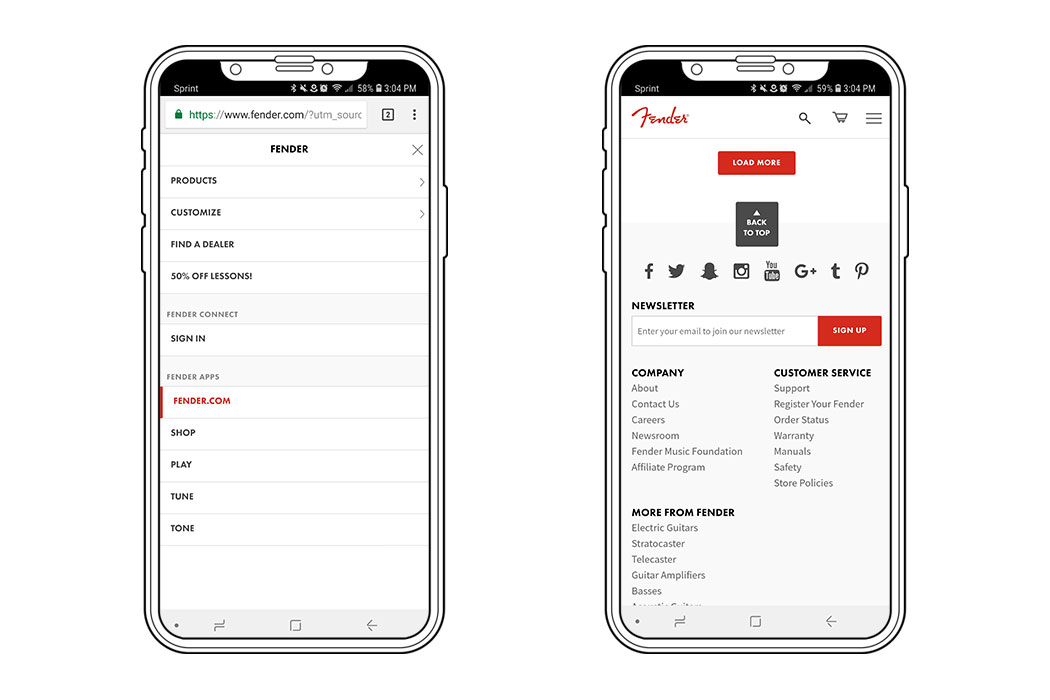 Sprint 58% 3:04 PM
https://www.fender.com/?utm_sourc
2
FENDER
PRODUCTS
CUSTOMIZE
FIND A DEALER
50% OFF LESSONS!
FENDER CONNECT
SIGN IN
FENDER APPS
FENDER.COM
SHOP
PLAY
TUNE
TONE
Sprint 59% 3:04 PM
Fender
LOAD MORE
BACK
TO TOP
You
Tube
G+
NEWSLETTER
Enter your email to join our newsletter
SIGN UP
COMPANY
About
Contact Us
Careers
Newsroom
Fender Music Foundation
Affiliate Program
CUSTOMER SERVICE
Support
Register Your Fender
Order Status
Warranty
Manuals
Safety
Store Policies
MORE FROM FENDER
Electric Guitars
Stratocaster
Telecaster
Guitar Amplifiers
Basses